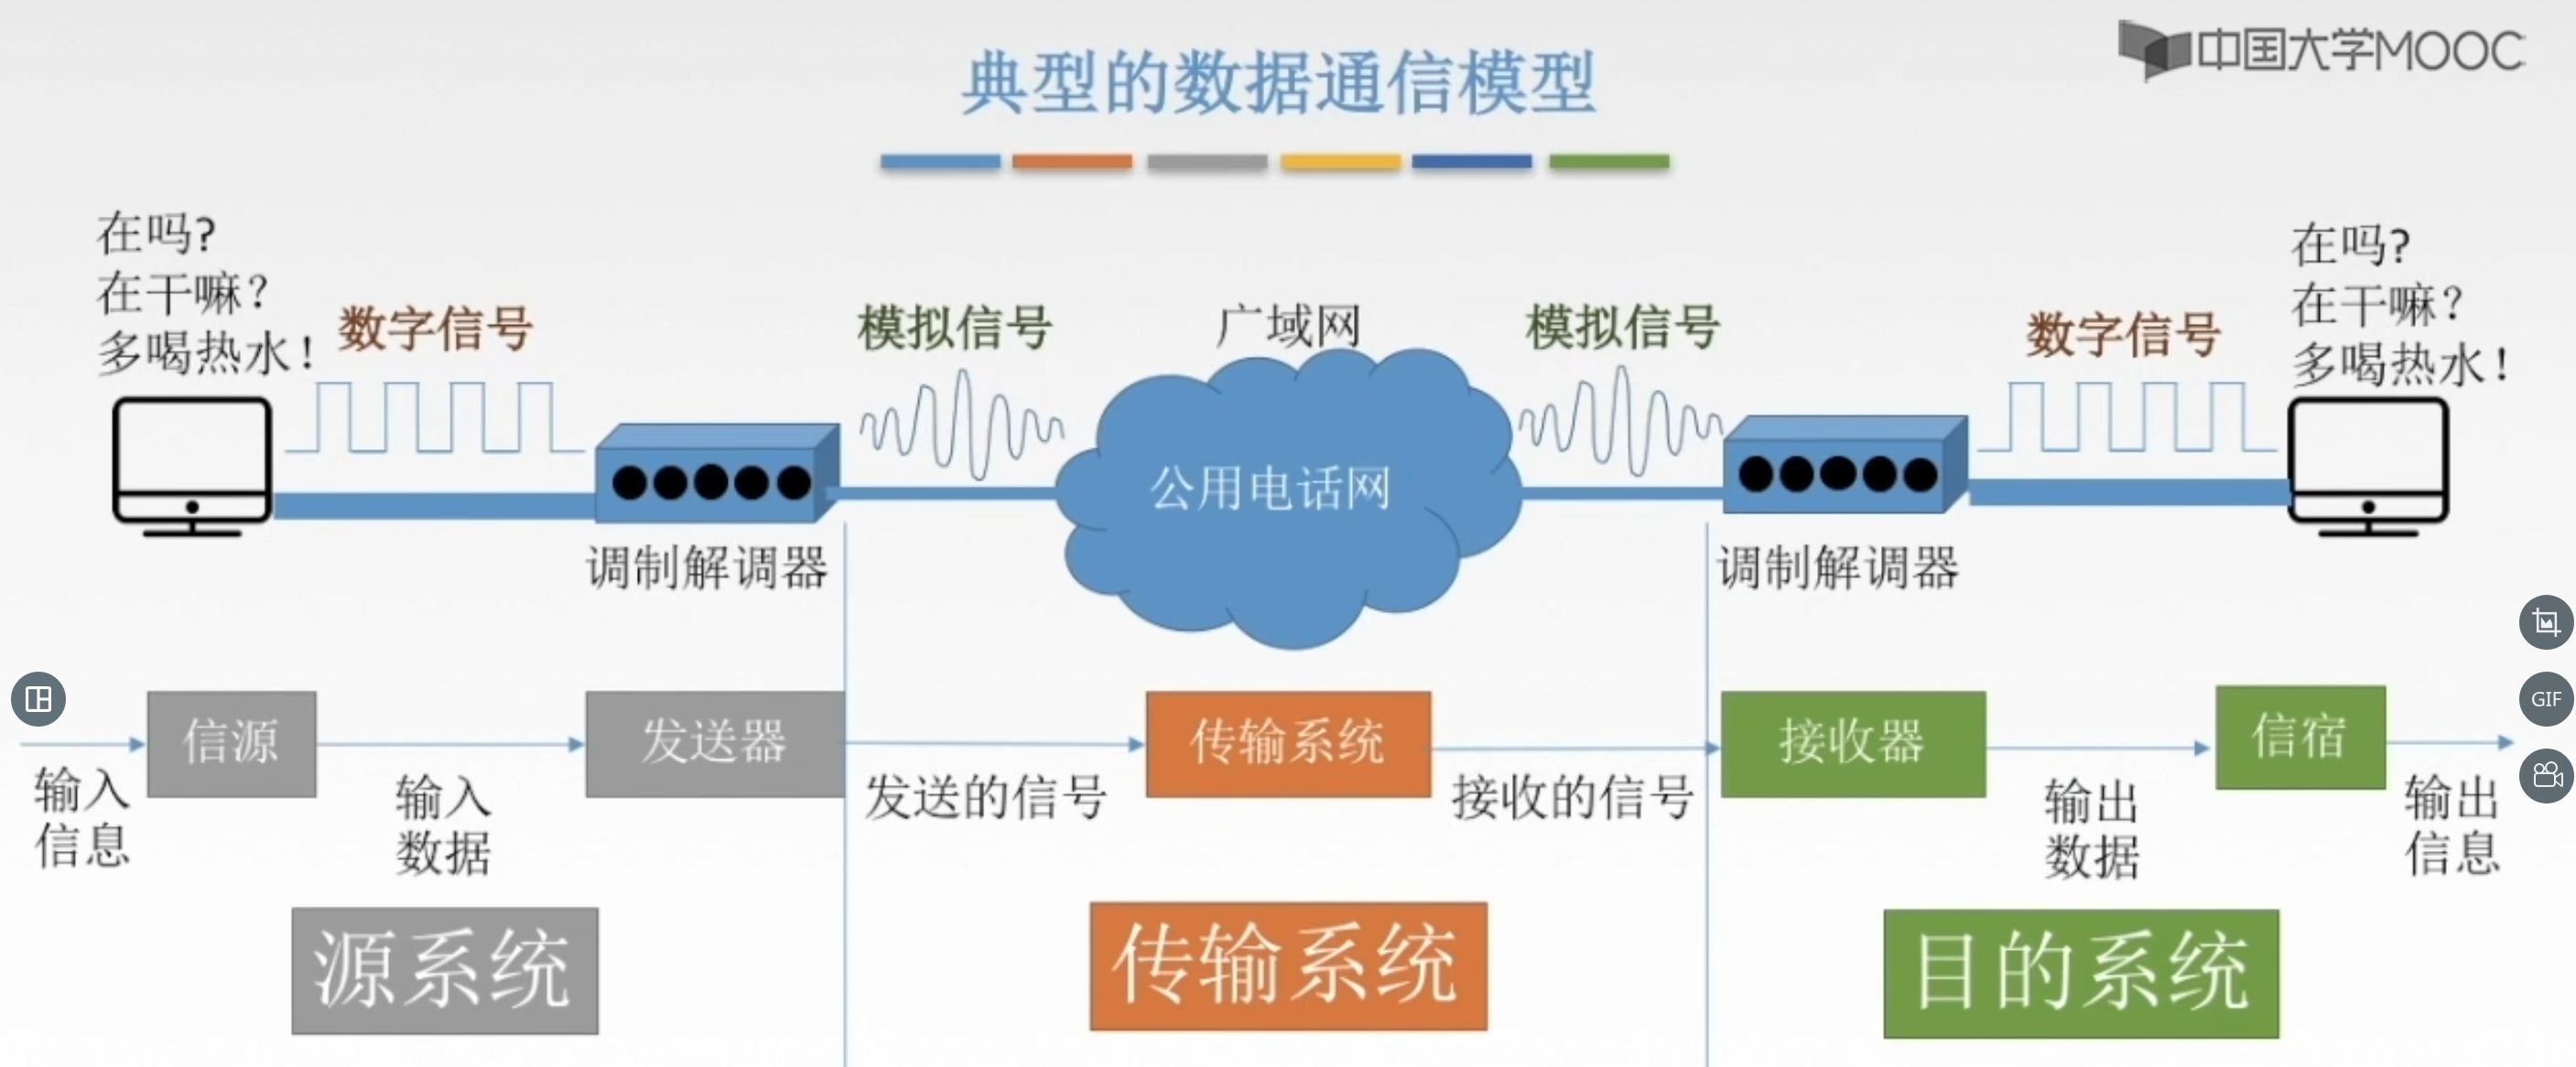 中国大学MOOC
典型的数据通信模型
在吗?
在干嘛?
多喝热水!
数字信号
模拟信号
广域网
模拟信号
数字信号
在吗?
在干嘛?
多喝热水!
公用电话网
调制解调器
调制解调器
信源
发送器
传输系统
接收器
信宿
输入
信息
输入
数据
发送的信号
接收的信号
输出
数据
输出
信息
GIF
源系统
传输系统
目的系统